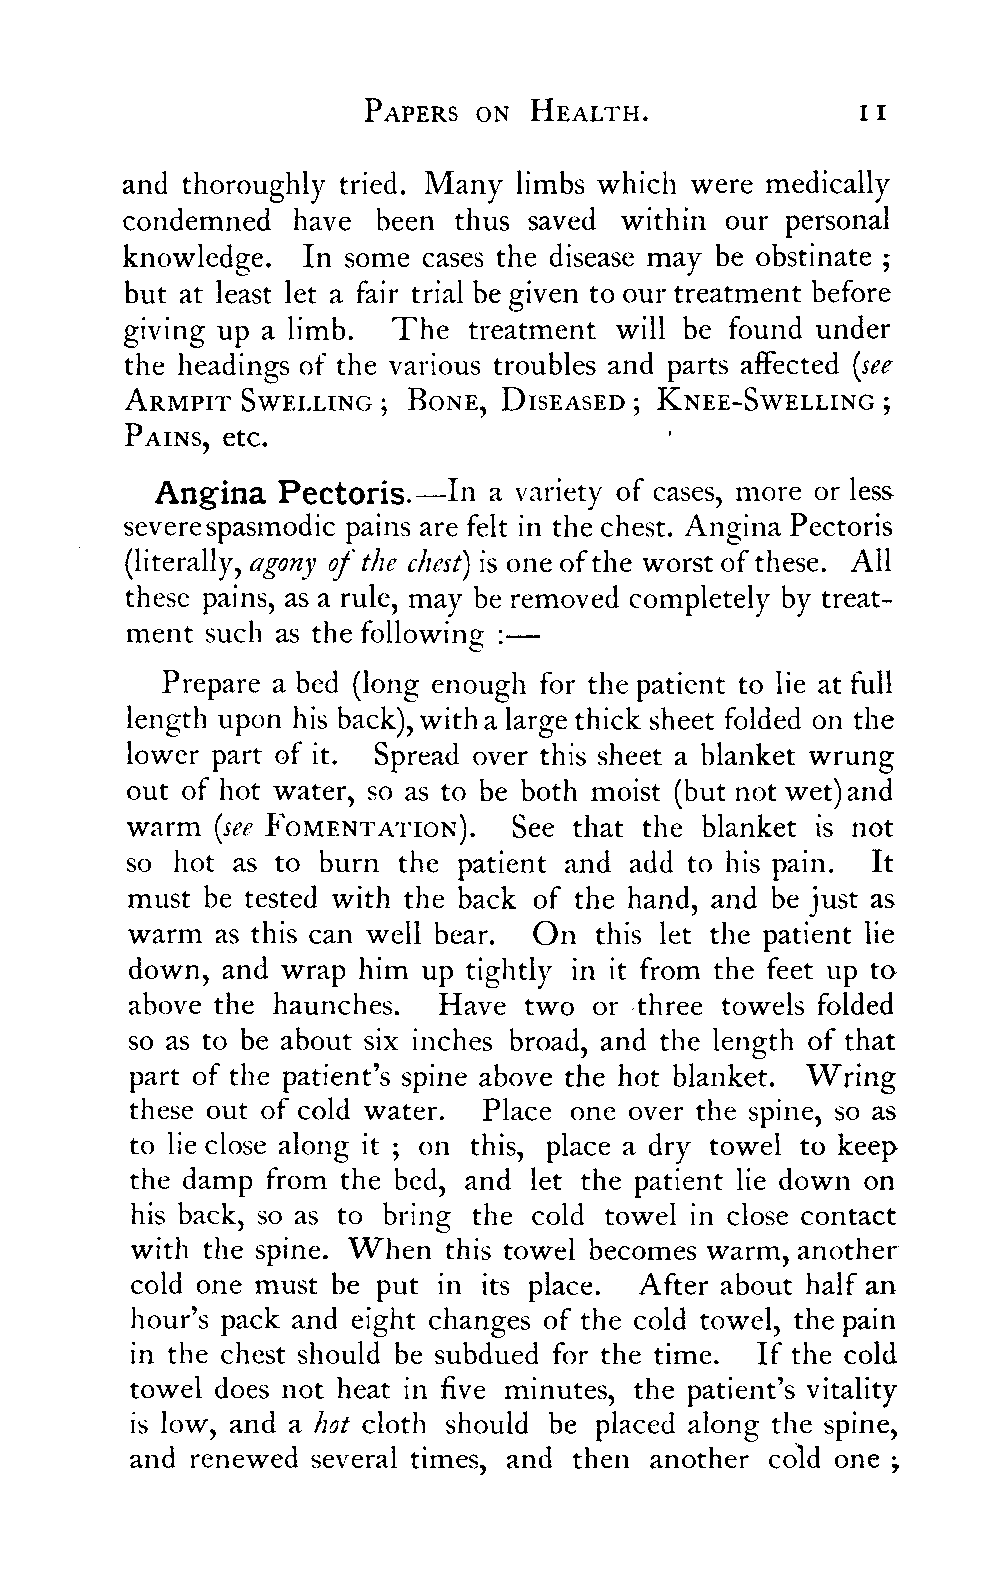 PAPERS ON HEALTH. 11
and thoroughly tried. Many limbs which were medically
condemned have been thus saved within our personal
knowledge. In some cases the disease may be obstinate ;
but at least let a fair trial be given to our treatment before
giving up a limb. The treatment will be found under
the headings of the various troubles and parts affected (see
ARMPIT SWELLING ; BONE, DISEASED ; KNEE-SWELLING ;
PAINS, etc.
Angina Pectoris.—In a variety of cases, more or less
severe spasmodic pains are felt in the chest. Angina Pectoris
(literally, agony of the chest) is one of the worst of these. All
these pains, as a rule, may be removed completely by treat-
ment such as the following :—
Prepare a bed (long enough for the patient to lie at full
length upon his back), with a large thick sheet folded on the
lower part of it. Spread over this sheet a blanket wrung
out of hot water, so as to be both moist (but not wet) and
warm (see FOMENTATION). See that the blanket is not
so hot as to burn the patient and add to his pain. It
must be tested with the back of the hand, and be just as
warm as this can well bear. On this let the patient lie
down, and wrap him up tightly in it from the feet up to
above the haunches. Have two or three towels folded
so as to be about six inches broad, and the length of that
part of the patient's spine above the hot blanket. Wring
these out of cold water. Place one over the spine, so as
to lie close along it ; on this, place a dry towel to keep
the damp from the bed, and let the patient lie down on
his back, so as to bring the cold towel in close contact
with the spine. When this towel becomes warm, another
cold one must be put in its place. After about half an
hour's pack and eight changes of the cold towel, the pain
in the chest should be subdued for the time. If the cold
towel does not heat in five minutes, the patient's vitality
is low, and a hot cloth should be placed along the spine,
and renewed several times, and then another cold one ;